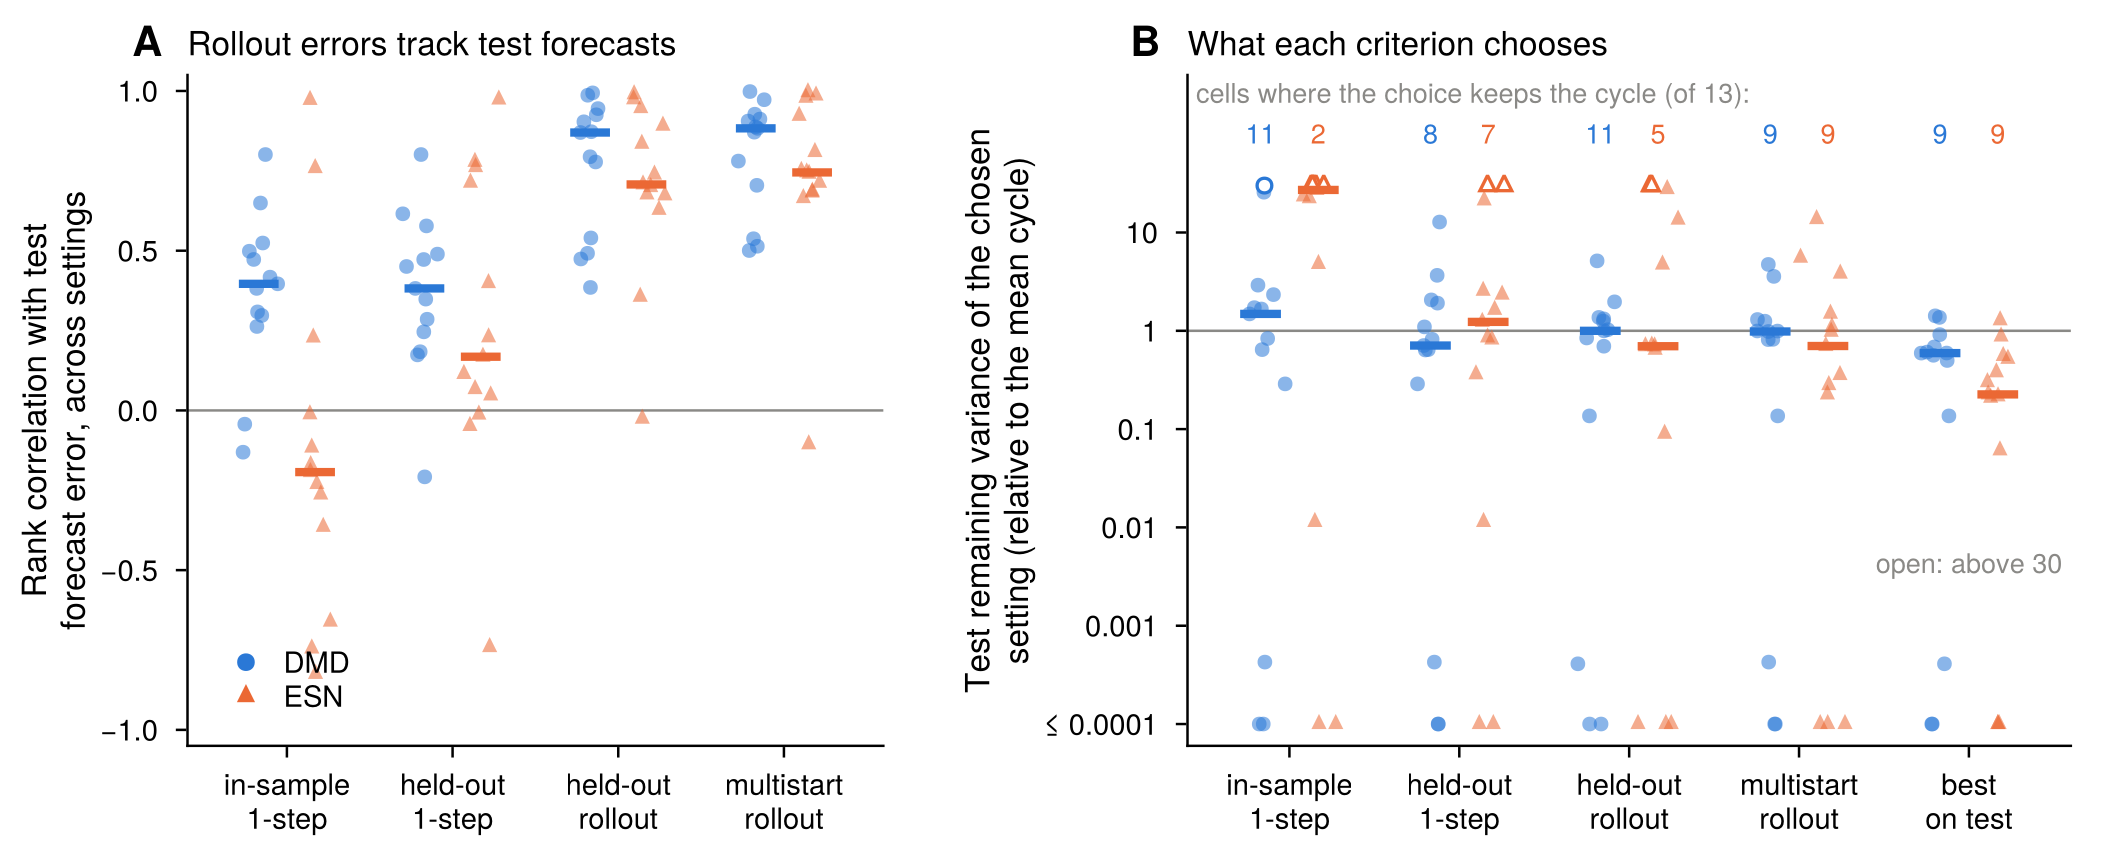 A Rollout errors track test forecasts
Rank correlation with test
forecast error, across settings
1.0
0.5
0.0
−0.5
−1.0
DMD
ESN
in-sample
1-step
held-out
1-step
held-out
rollout
multistart
rollout
B What each criterion chooses
Test remaining variance of the chosen
setting (relative to the mean cycle)
cells where the choice keeps the cycle (of 13):
11 2 8 7 11 5 9 9 9 9
10
1
0.1
0.01
0.001
≤ 0.0001
open: above 30
in-sample
1-step
held-out
1-step
held-out
rollout
multistart
rollout
best
on test